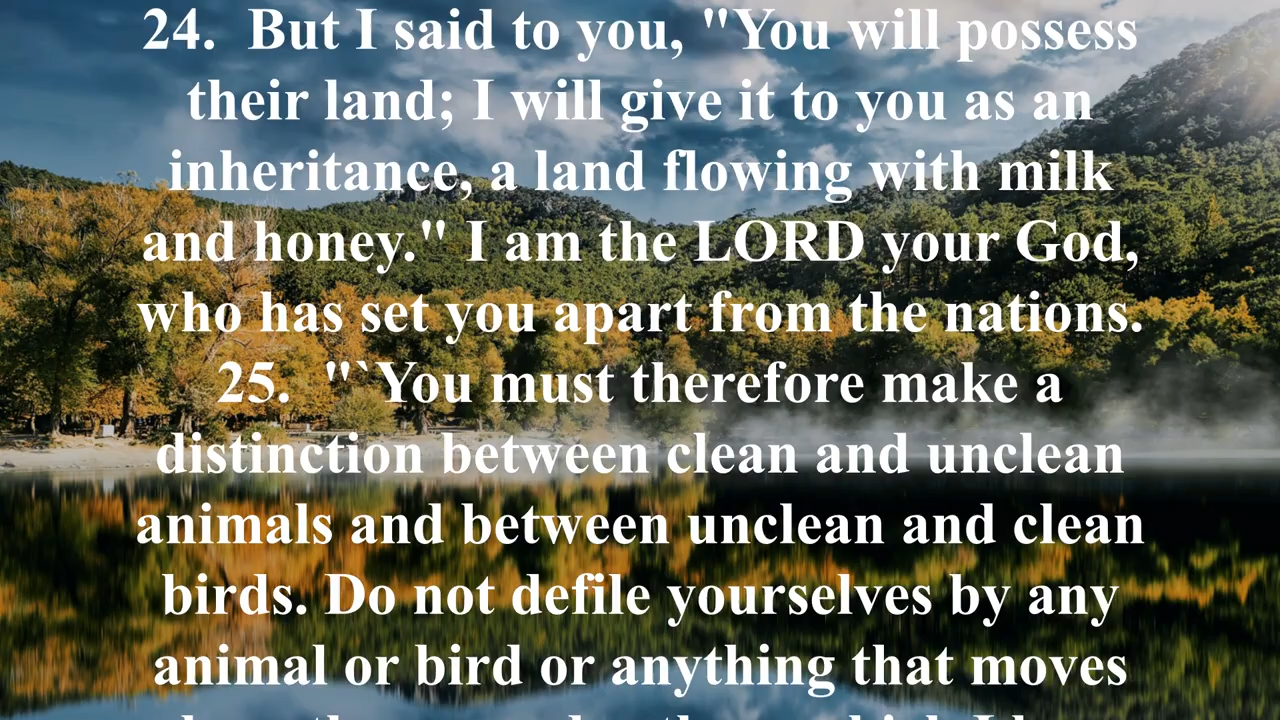 24.  But I said to you, "You will possess
their land; I will give it to you as an
inheritance, a land flowing with milk
and honey." I am the LORD your God,
who has set you apart from the nations.
25.  "`You must therefore make a
distinction between clean and unclean
animals and between unclean and clean
birds. Do not defile yourselves by any
animal or bird or anything that moves